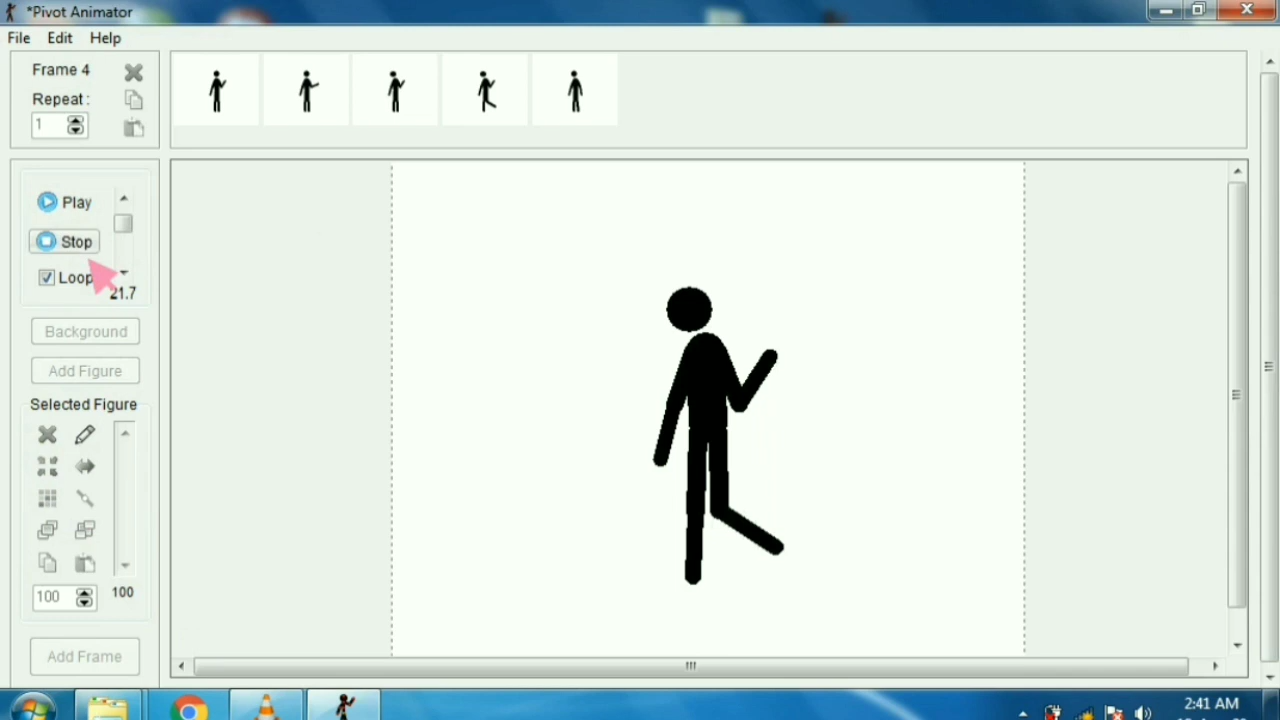 *Pivot Animator
File Edit Help
Frame 4
Repeat:
1
Play
Stop
Loop
21.7
Background
Add Figure
Selected Figure
100
100
Add Frame
2:41 AM